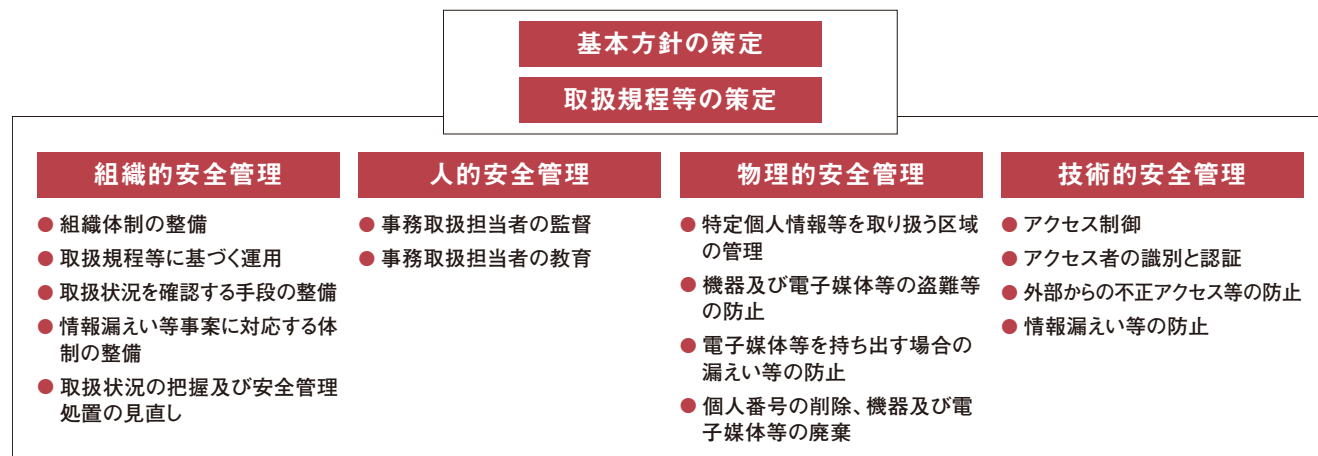 基本方針の策定
取扱規程等の策定
組織的安全管理
● 組織体制の整備
● 取扱規程等に基づく運用
● 取扱状況を確認する手段の整備
● 情報漏えい等事案に対応する体
制の整備
● 取扱状況の把握及び安全管理
処置の見直し
人的安全管理
● 事務取扱担当者の監督
● 事務取扱担当者の教育
物理的安全管理
● 特定個人情報等を取り扱う区域
の管理
● 機器及び電子媒体等の盗難等
の防止
● 電子媒体等を持ち出す場合の
漏えい等の防止
● 個人番号の削除、機器及び電
子媒体等の廃棄
技術的安全管理
● アクセス制御
● アクセス者の識別と認証
● 外部からの不正アクセス等の防止
● 情報漏えい等の防止